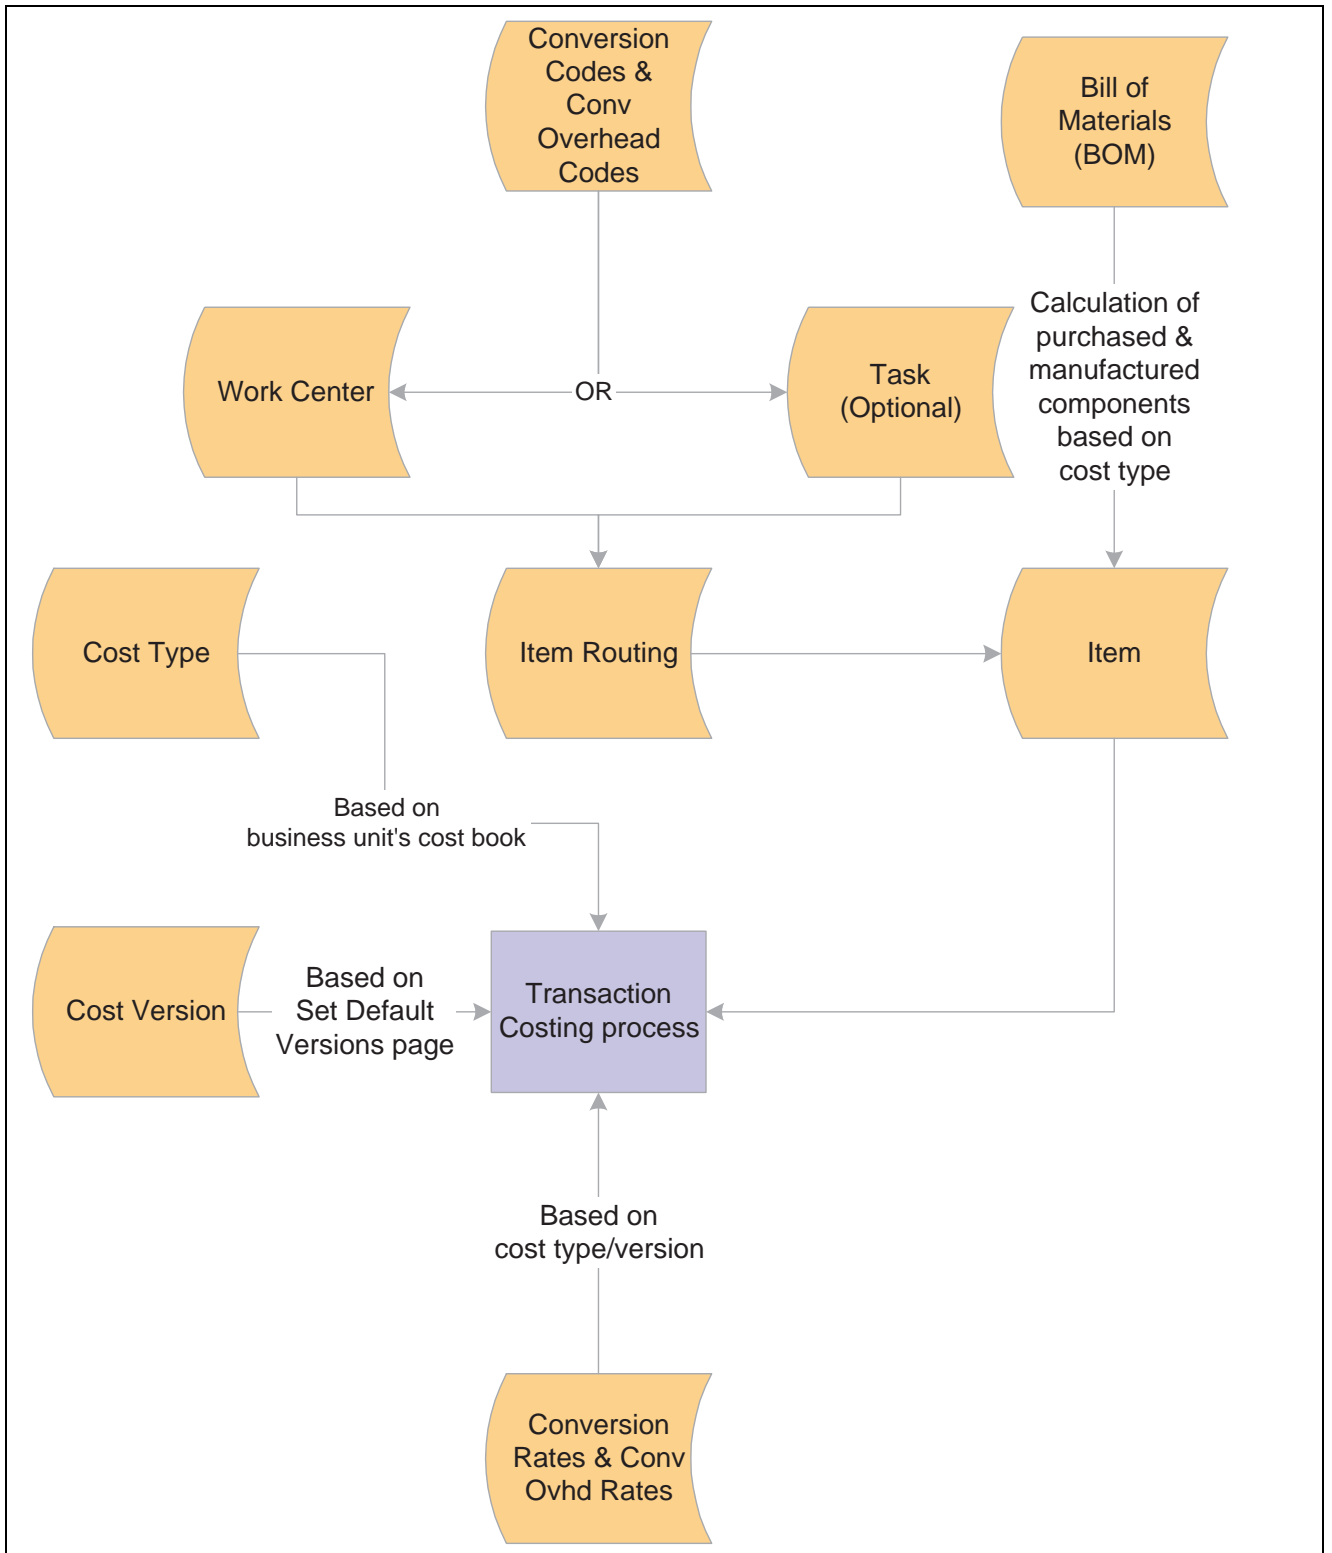 Conversion
Codes &
Conv
Overhead
Codes
Bill of
Materials
(BOM)
Calculation of
purchased &
manufactured
components
based on
cost type
Work Center
OR
Task
(Optional)
Cost Type
Item Routing
Item
Based on
business unit's cost book
Cost Version
Based on
Set Default
Versions page
Transaction
Costing process
Based on
cost type/version
Conversion
Rates & Conv
Ovhd Rates